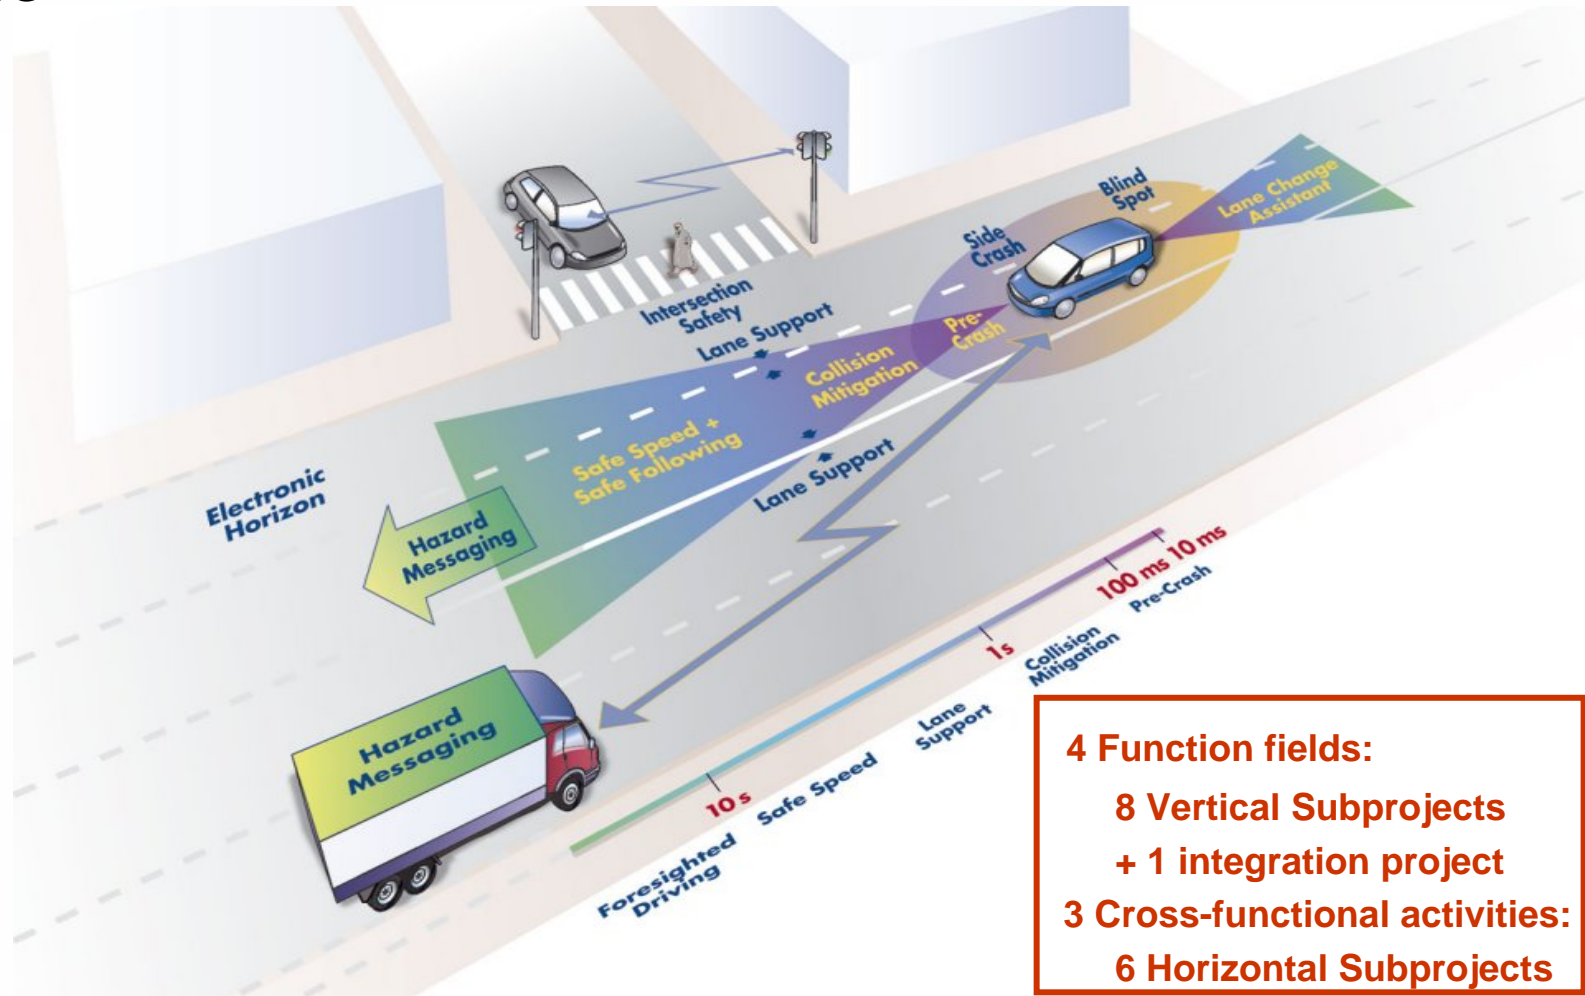 Blind
Spot
Lane Change
Assistant
Side
Crash
Intersection
Safety
Lane Support
Pre-
Crash
Collision
Mitigation
Safe Speed +
Safe Following
Lane Support
Electronic
Horizon
Hazard
Messaging
Hazard
Messaging
10 ms
100 ms
Pre-Crash
1s
Collision
Mitigation
Lane
Support
10s
Safe Speed
Foresighted
Driving
4 Function fields:
8 Vertical Subprojects
+ 1 integration project
3 Cross-functional activities:
6 Horizontal Subprojects